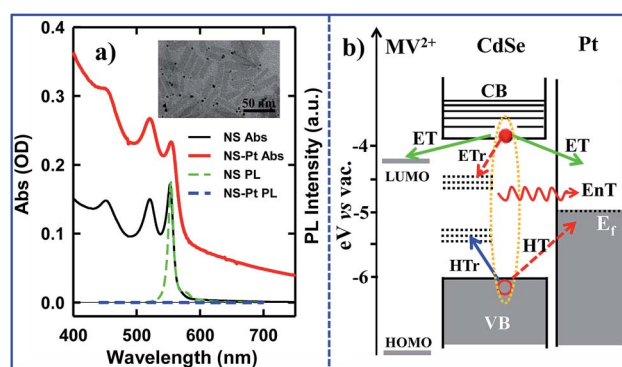 a)
Abs (OD)
0.4
0.3
0.2
0.1
0.0
50 nm
NS Abs
NS-Pt Abs
NS PL
NS-Pt PL
PL Intensity (a.u.)
400 500 600 700
Wavelength (nm)
b)
MV2+ CdSe Pt
CB
eV vs vac.
-4
-5
-6
ET ET
ETr
LUMO
EnT
Ef
HT
HTr
VB
HOMO